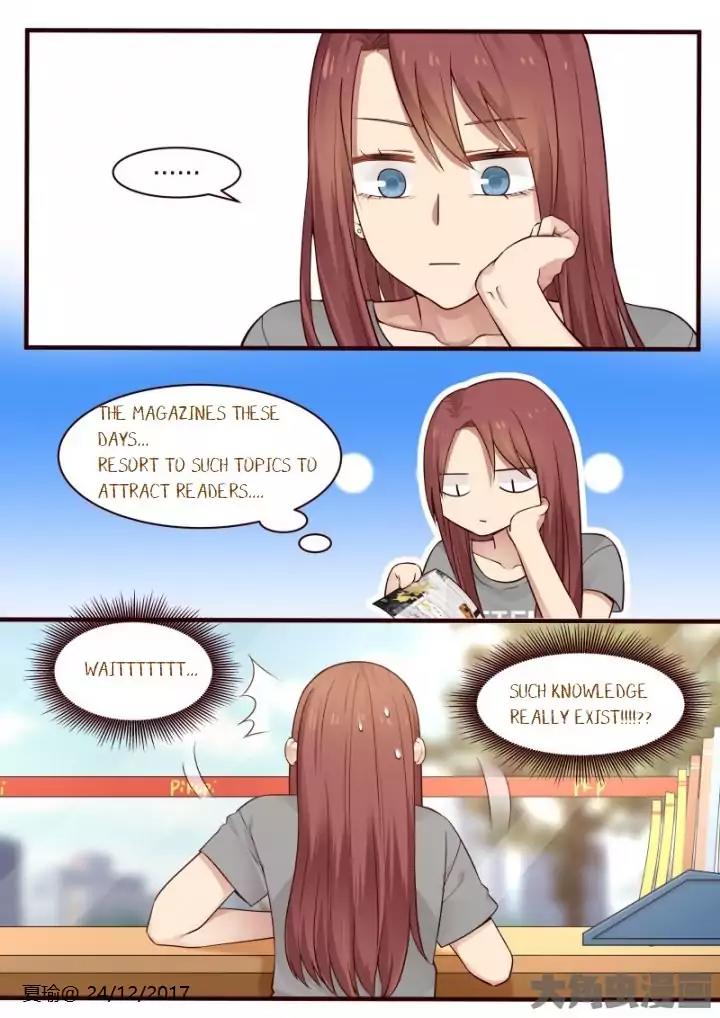 ......
THE MAGAZINES THESE
DAYS...
RESORT TO SUCH TOPICS TO
ATTRACT READERS....
WAITTTTTTT...
SUCH KNOWLEDGE
REALLY EXIST!!!!??
夏瑜@ 24/12/2017
大角虫漫画